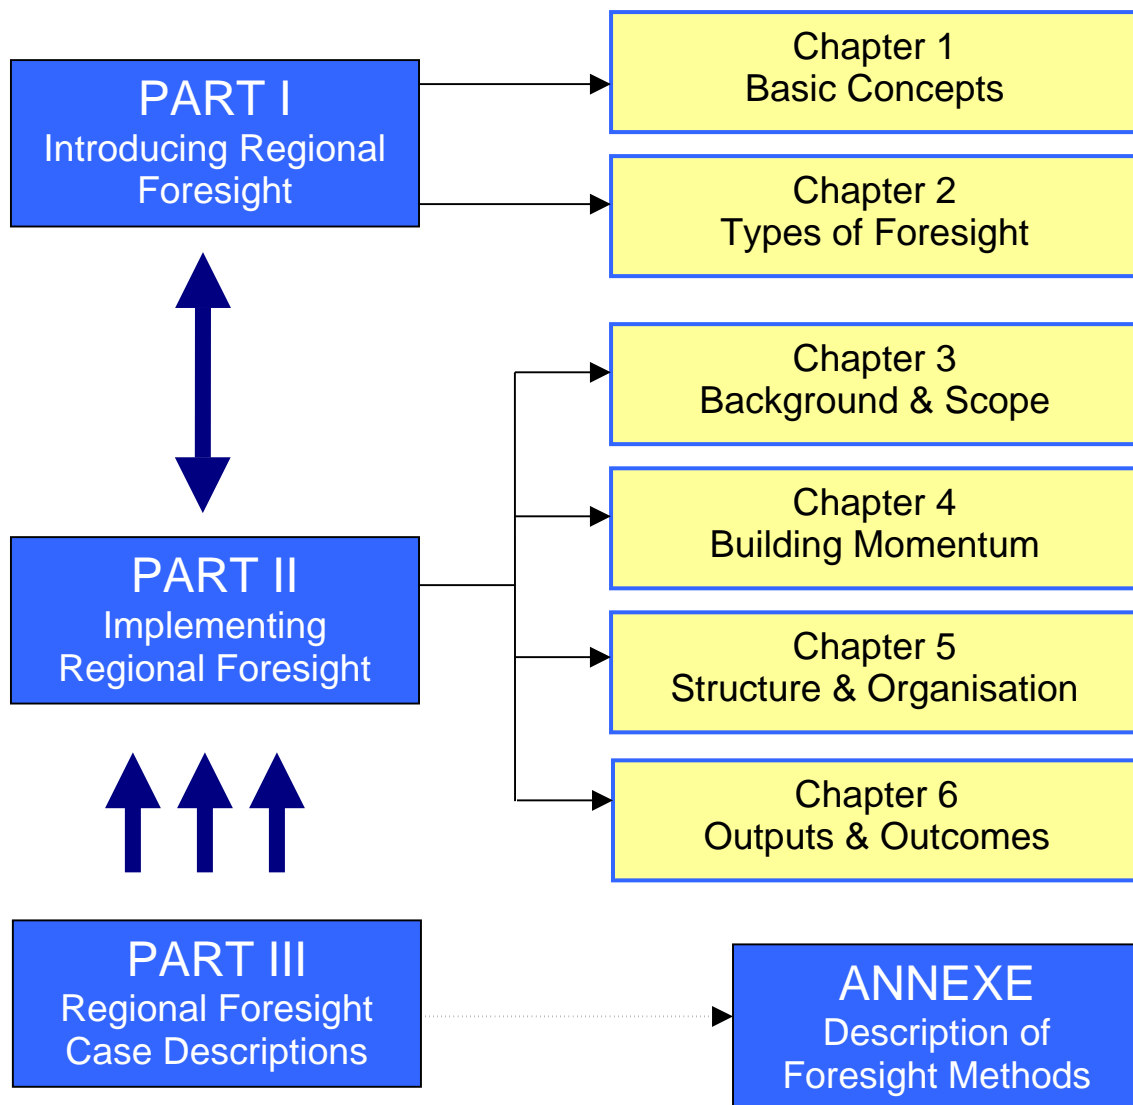 PART I
Introducing Regional
Foresight
Chapter 1
Basic Concepts
Chapter 2
Types of Foresight
PART II
Implementing
Regional Foresight
Chapter 3
Background & Scope
Chapter 4
Building Momentum
Chapter 5
Structure & Organisation
Chapter 6
Outputs & Outcomes
PART III
Regional Foresight
Case Descriptions
ANNEXE
Description of
Foresight Methods